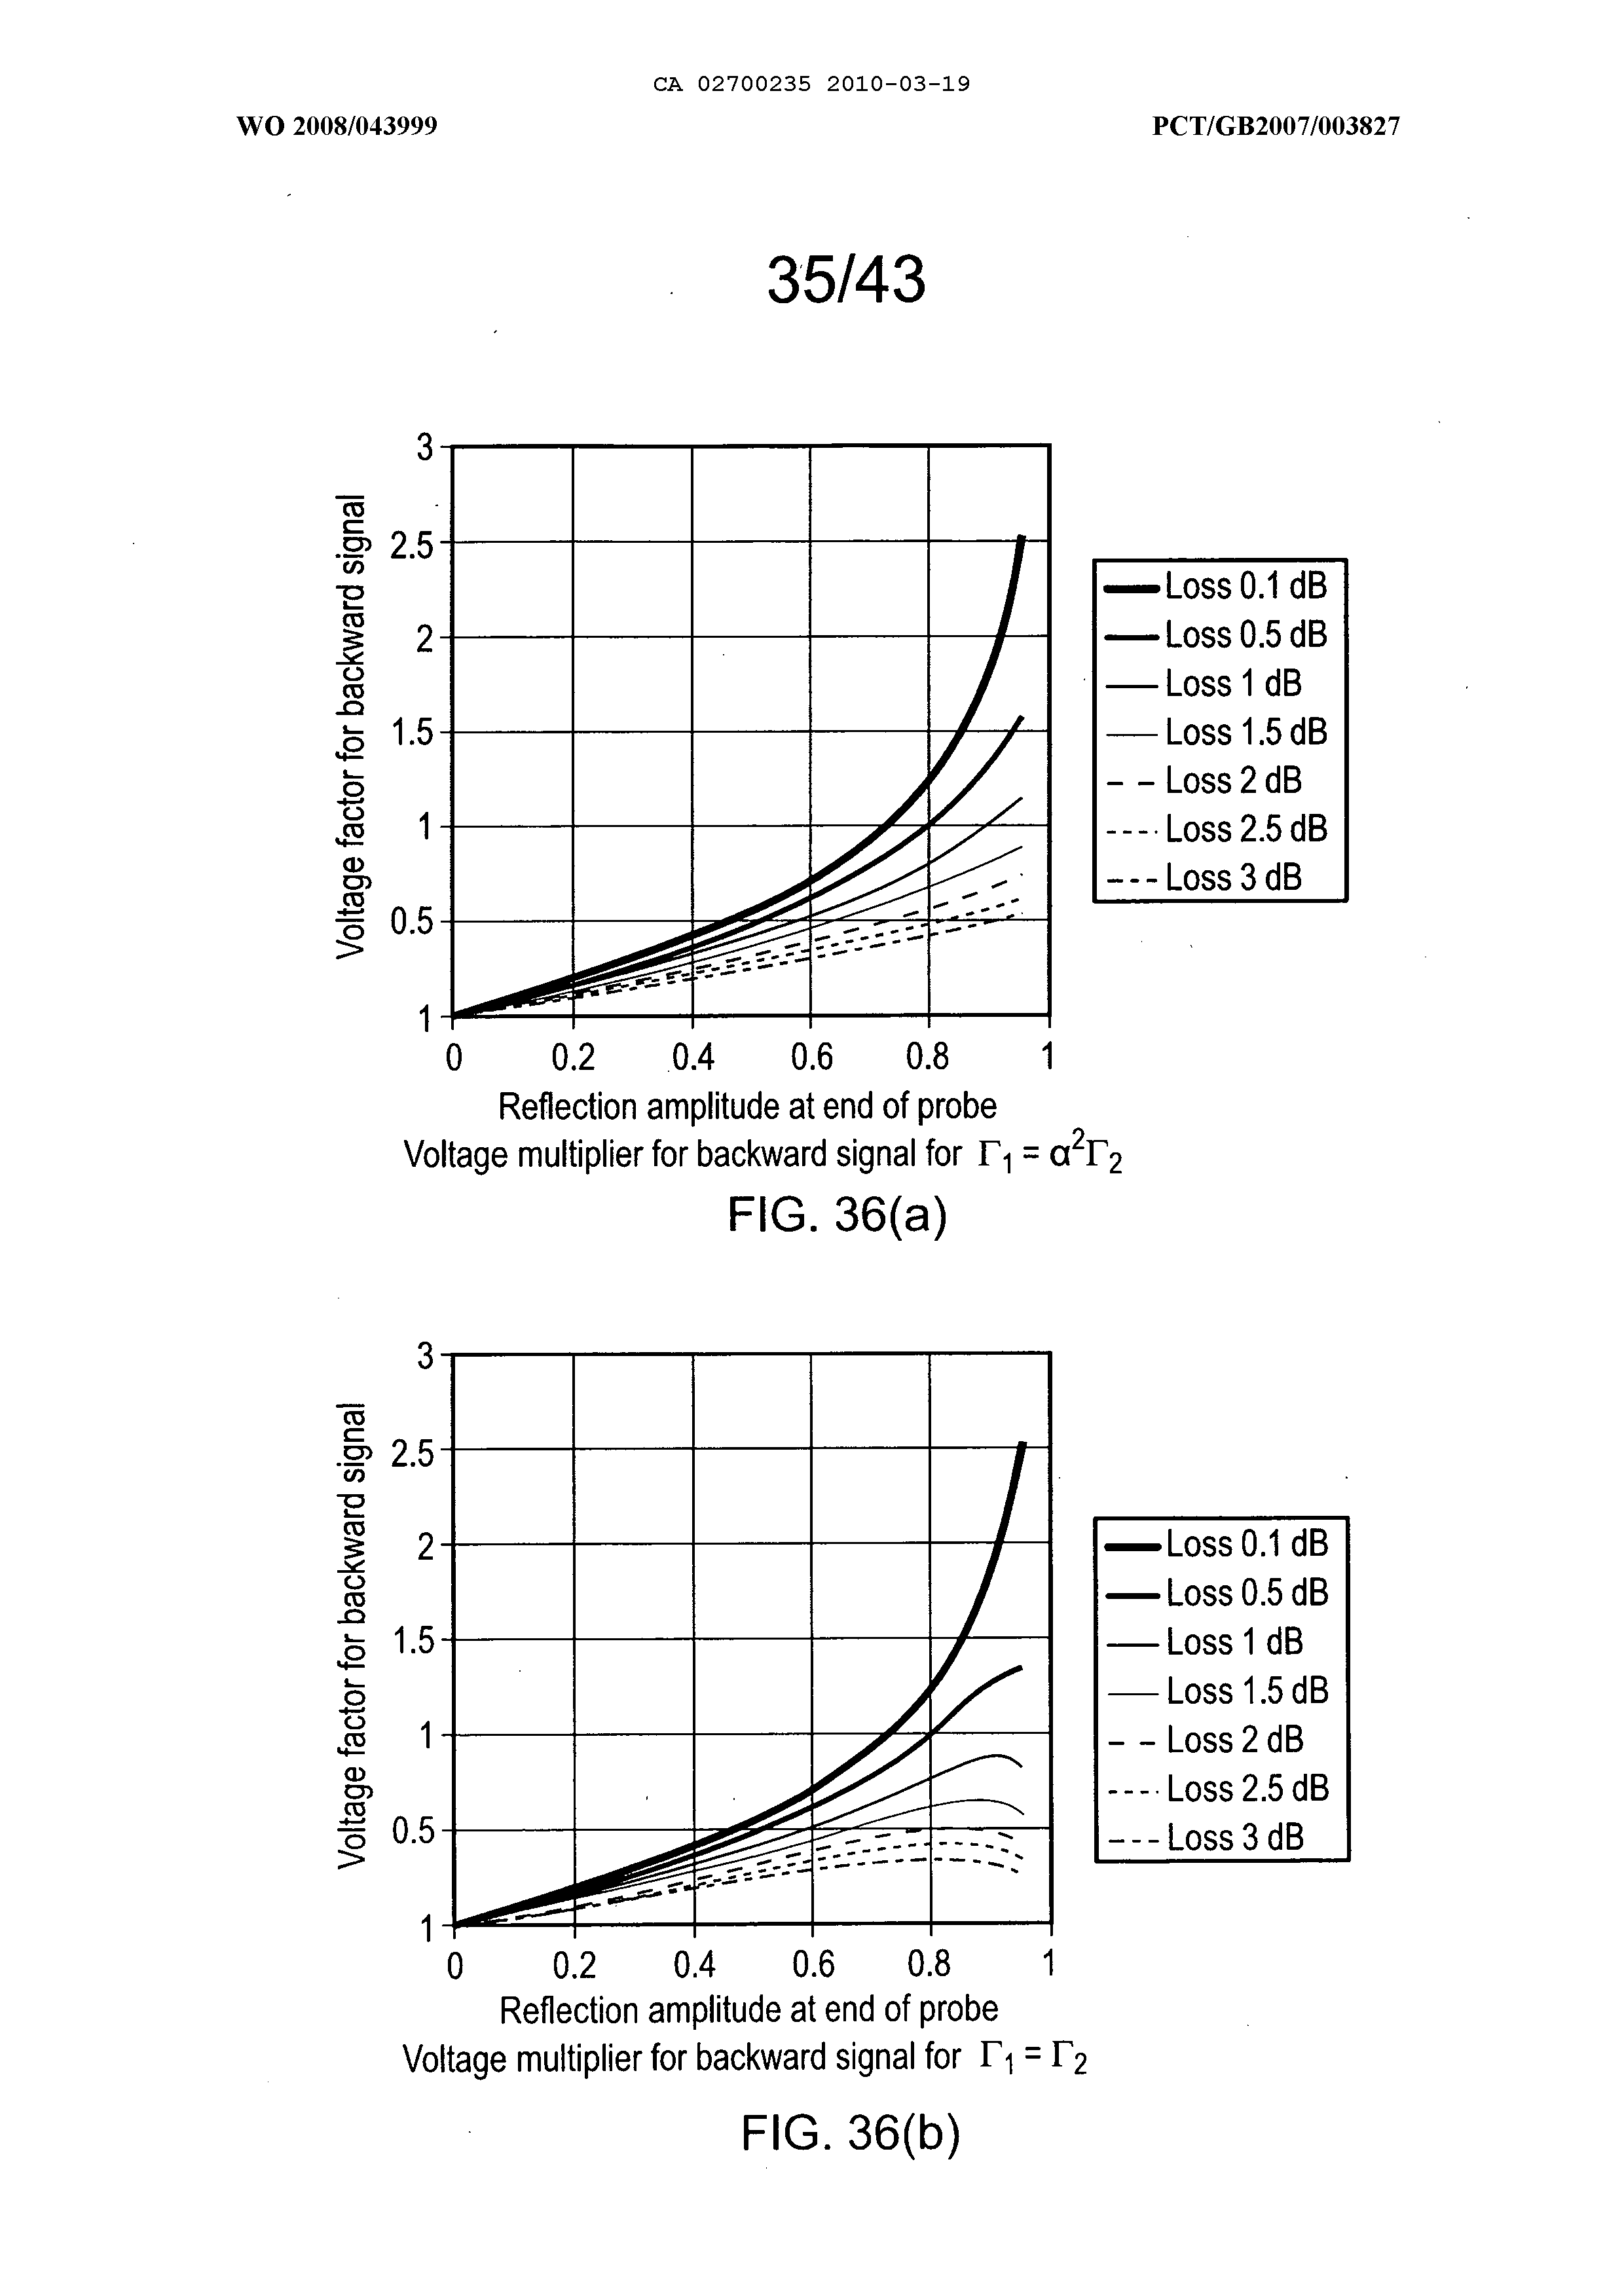 CA 02700235 2010-03-19
WO 2008/043999
PCT/GB2007/003827
35/43
Voltage factor for backward signal
3
2.5
2
1.5
1
0.5
1
0 0.2 0.4 0.6 0.8 1
Reflection amplitude at end of probe
Loss 0.1 dB
Loss 0.5 dB
Loss 1 dB
Loss 1.5 dB
Loss 2 dB
Loss 2.5 dB
Loss 3 dB
Voltage multiplier for backward signal for Γ₁ = α²Γ₂
FIG. 36(a)
Voltage factor for backward signal
3
2.5
2
1.5
1
0.5
1
0 0.2 0.4 0.6 0.8 1
Reflection amplitude at end of probe
Loss 0.1 dB
Loss 0.5 dB
Loss 1 dB
Loss 1.5 dB
Loss 2 dB
Loss 2.5 dB
Loss 3 dB
Voltage multiplier for backward signal for Γ₁ = Γ₂
FIG. 36(b)